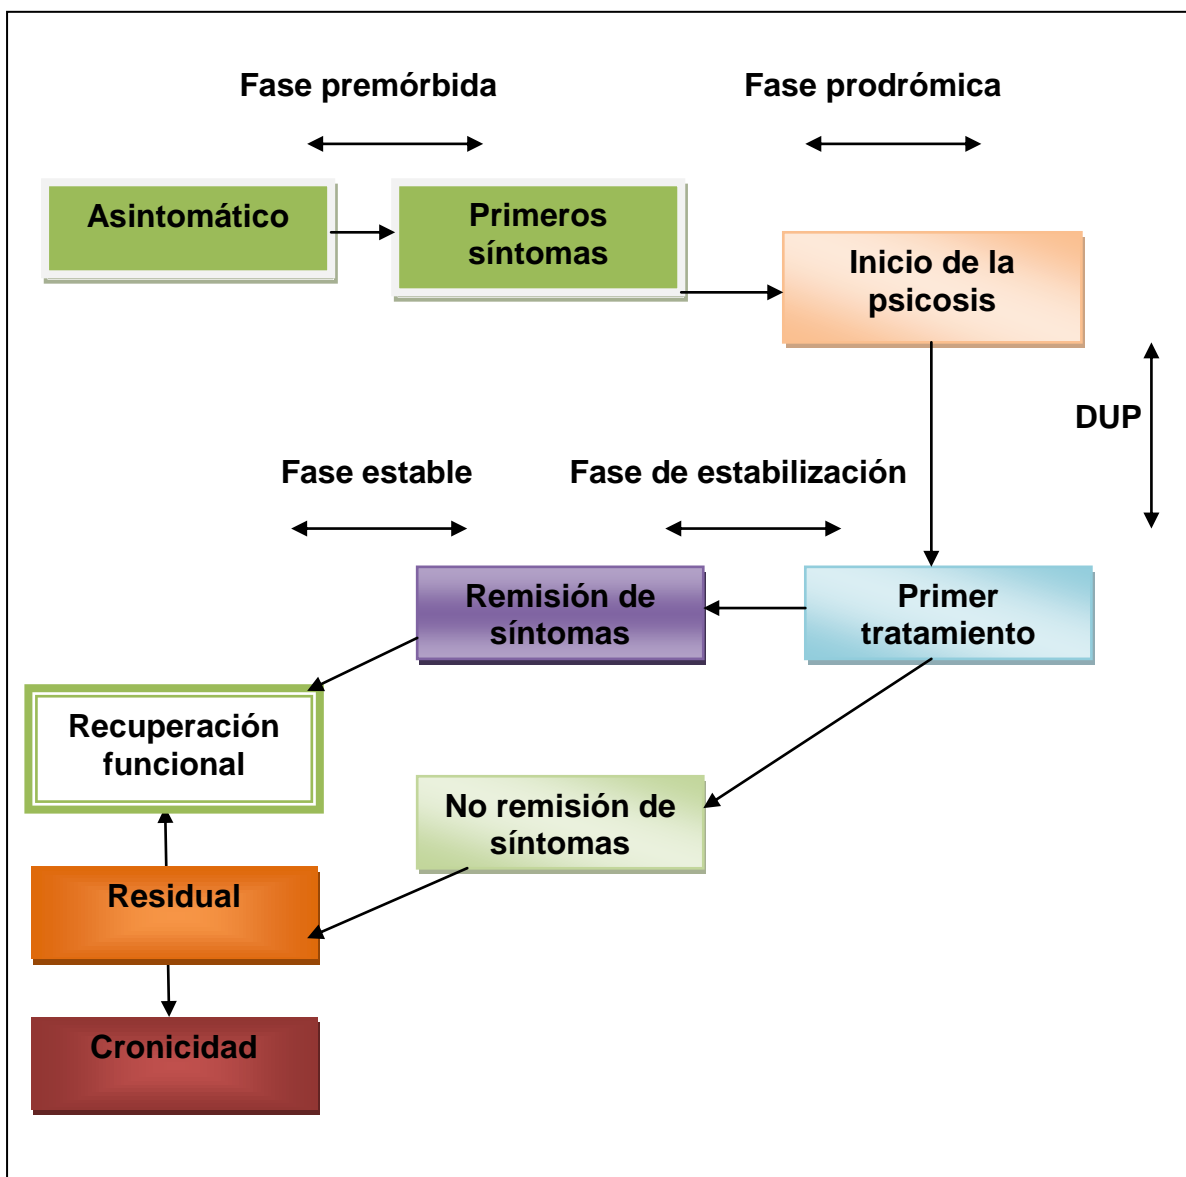 Fase premórbida
Fase prodrómica
Asintomático
Primeros
síntomas
Inicio de la
psicosis
DUP
Fase estable
Fase de estabilización
Remisión de
síntomas
Primer
tratamiento
Recuperación
funcional
No remisión de
síntomas
Residual
Cronicidad